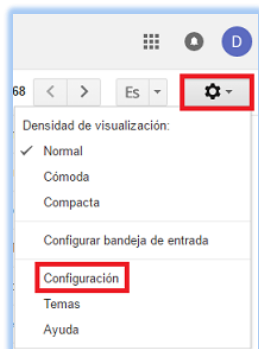 D
68
Es
Densidad de visualización:
Normal
Cómoda
Compacta
Configurar bandeja de entrada
Configuración
Temas
Ayuda